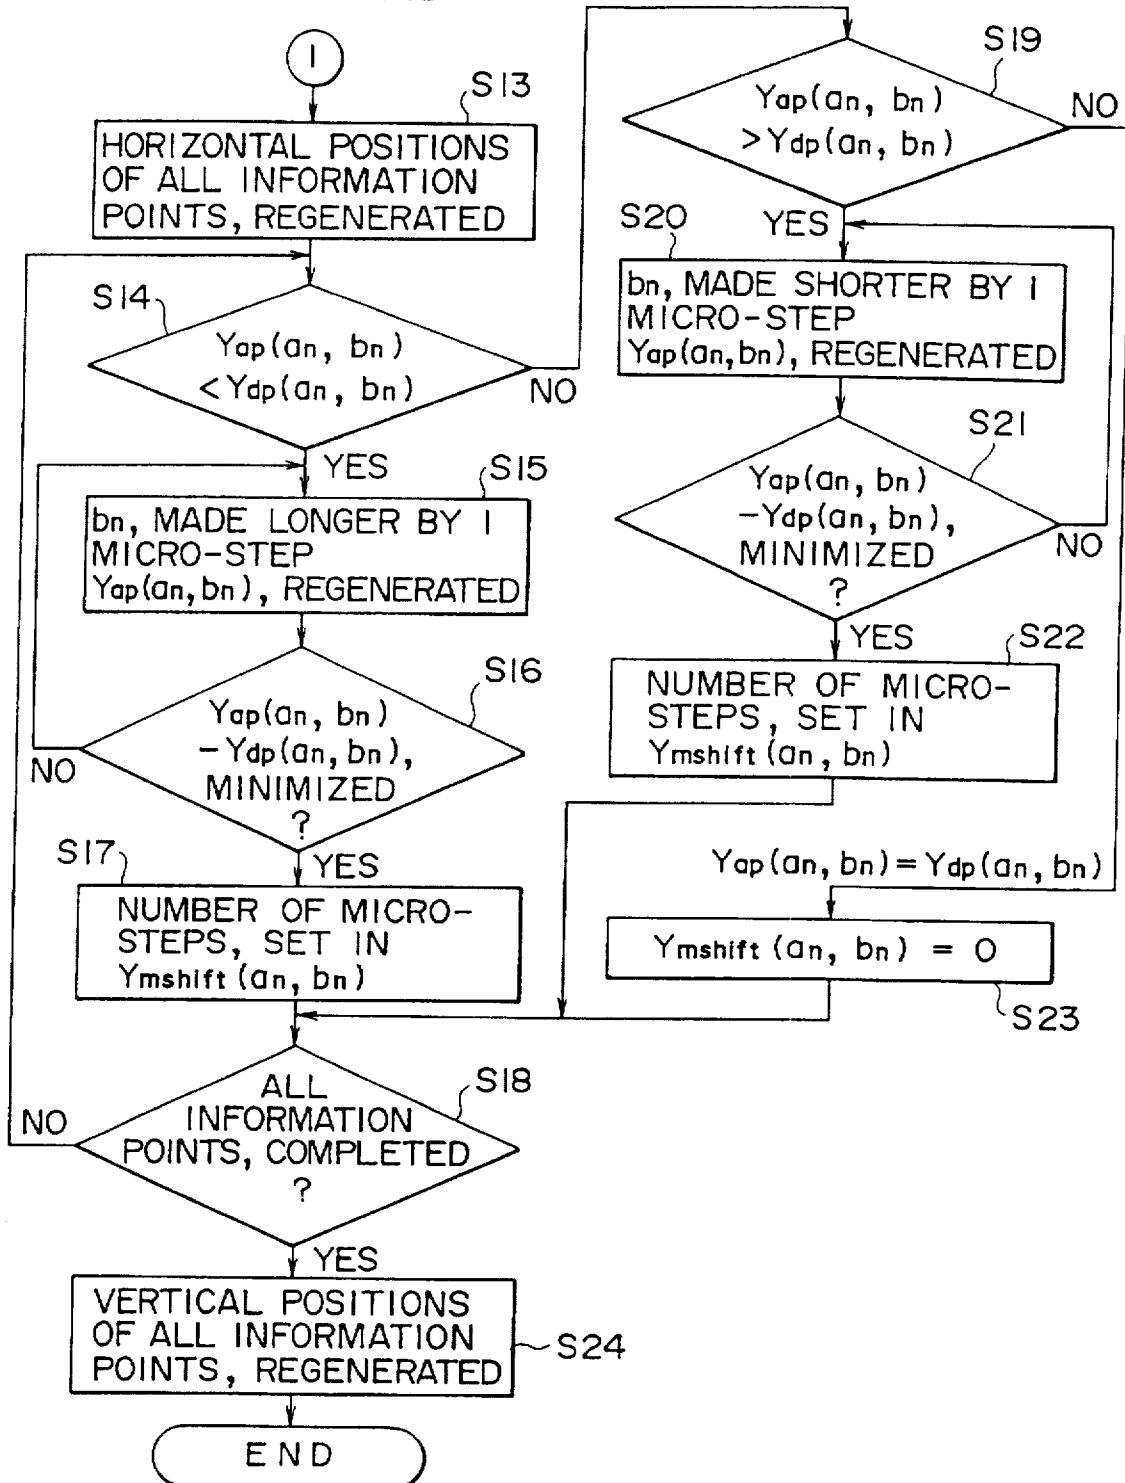 1
S13
HORIZONTAL POSITIONS
OF ALL INFORMATION
POINTS, REGENERATED
S14
Yap(an, bn)
<Ydp(an, bn)
NO
YES
S15
bn, MADE LONGER BY 1
MICRO-STEP
Yap(an,bn), REGENERATED
S16
Yap(an, bn)
-Ydp(an, bn),
MINIMIZED
?
NO
YES
S17
NUMBER OF MICRO-
STEPS, SET IN
Ymshift (an, bn)
S18
ALL
INFORMATION
POINTS, COMPLETED
?
NO
YES
VERTICAL POSITIONS
OF ALL INFORMATION
POINTS, REGENERATED
S24
END
S19
Yap(an, bn)
>Ydp(an, bn)
NO
YES
S20
bn, MADE SHORTER BY 1
MICRO-STEP
Yap(an,bn), REGENERATED
S21
Yap(an, bn)
-Ydp(an, bn),
MINIMIZED
?
NO
YES
S22
NUMBER OF MICRO-
STEPS, SET IN
Ymshift (an, bn)
Yap(an, bn)=Ydp(an, bn)
Ymshift (an, bn) = 0
S23